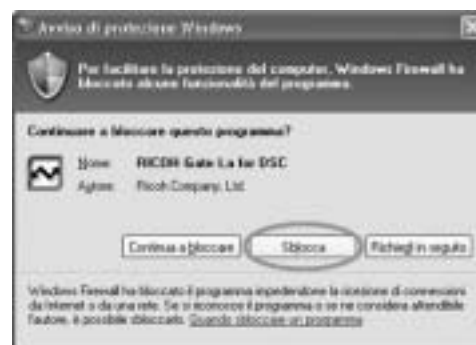 Avviso di protezione Windows
Per facilitare la protezione del computer, Windows Firewall ha
bloccato alcune funzionalità del programma.
Continuare a bloccare questo programma?
Nome: RICOH Gate La for DSC
Autore: Ricoh Company, Ltd.
Continua a bloccare Sblocca Richiegli in seguito
Windows Firewall ha bloccato il programma impedendone la ricezione di connessioni
da Internet o da una rete. Se si riconosce il programma o se ne considera attendibile
l'autore, è possibile sbloccarlo. Quando sbloccare un programma